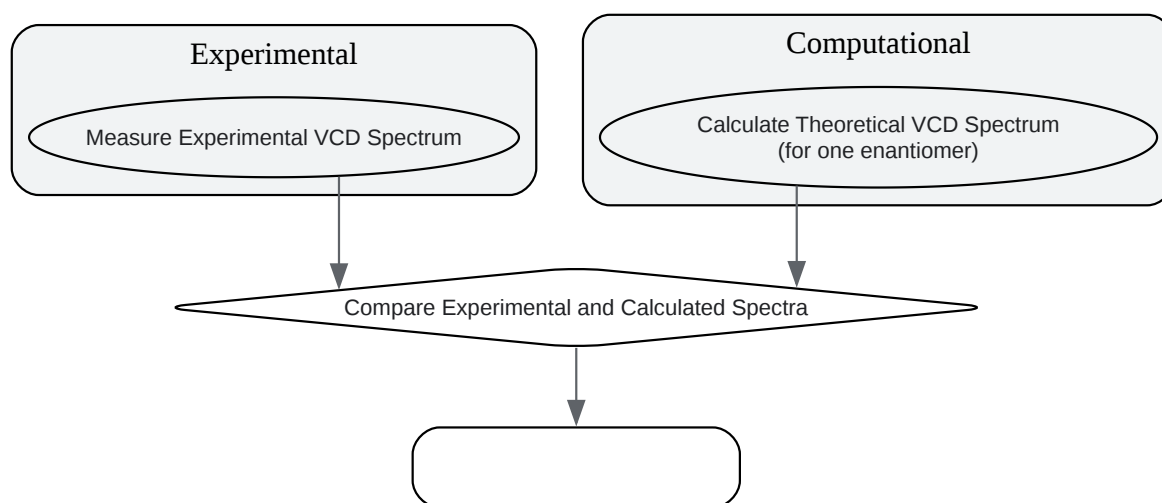 Experimental
Measure Experimental VCD Spectrum
Computational
Calculate Theoretical VCD Spectrum
(for one enantiomer)
Compare Experimental and Calculated Spectra